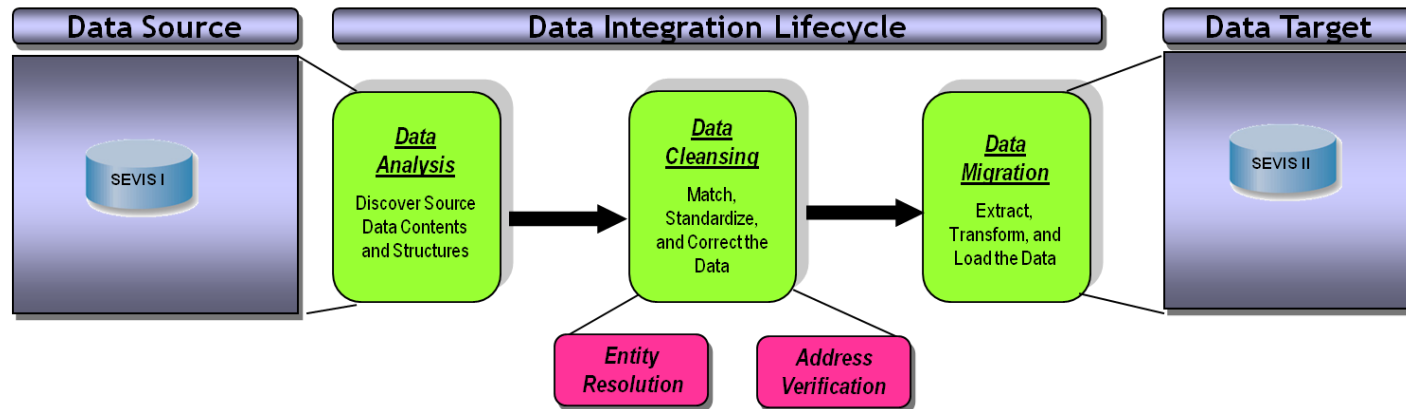 Data Source
Data Integration Lifecycle
Data Target
SEVIS I
Data
Analysis
Discover Source
Data Contents
and Structures
Data
Cleansing
Match,
Standardize,
and Correct the
Data
Data
Migration
Extract,
Transform, and
Load the Data
SEVIS II
Entity
Resolution
Address
Verification